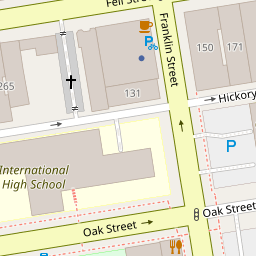 Fell Street
Franklin Street
150
171
265
131
Hickory
P
International
High School
Oak Street
Oak Street